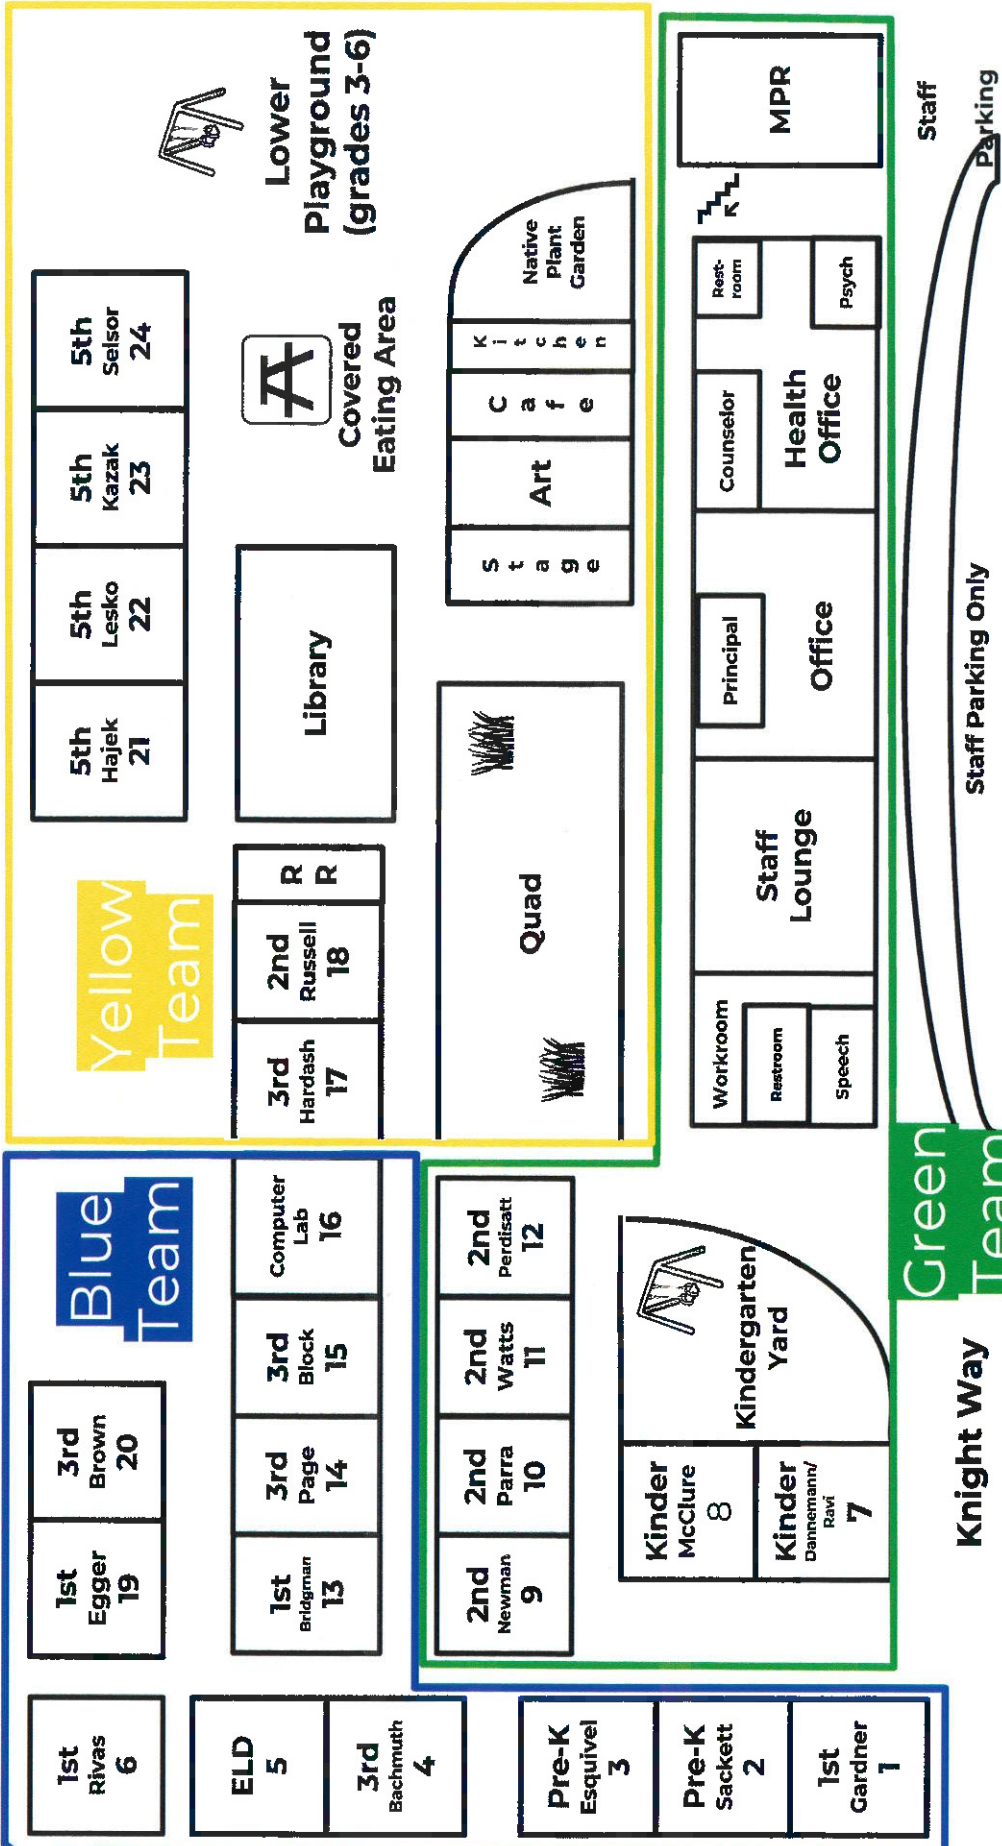 1st
Rivas
6
1st
Egger
19
3rd
Brown
20
Blue
Team
Yellow
Team
5th
Hajek
21
5th
Lesko
22
5th
Kazak
23
5th
Selsor
24
ELD
5
3rd
Bachmuth
4
1st
Bridgman
13
3rd
Page
14
3rd
Block
15
Computer
Lab
16
3rd
Hardash
17
2nd
Russell
18
R
R
Library
Covered
Eating Area
Lower
Playground
(grades 3-6)
2nd
Newman
9
2nd
Parra
10
2nd
Watts
11
2nd
Perdisatt
12
Quad
Stage
Art
Cafe
Kitchen
Native
Plant
Garden
Pre-K
Esquivel
3
Pre-K
Sackett
2
1st
Gardner
1
Kinder
McClure
8
Kinder
Dannemann/
Ravi
7
Kindergarten
Yard
Workroom
Restroom
Speech
Staff
Lounge
Principal
Office
Counselor
Health
Office
Rest-
room
Psych
MPR
Green
Team
Knight Way
Staff Parking Only
Staff
Parking